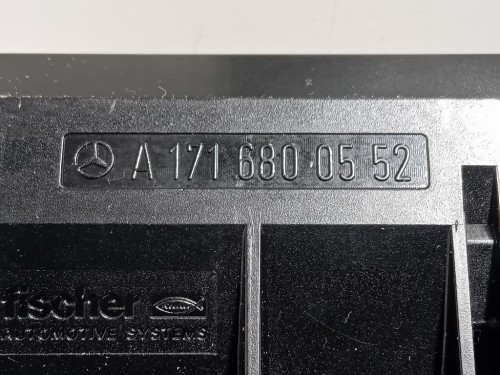 A 171 680 05 52
fischer
AUTOMOTIVE SYSTEMS